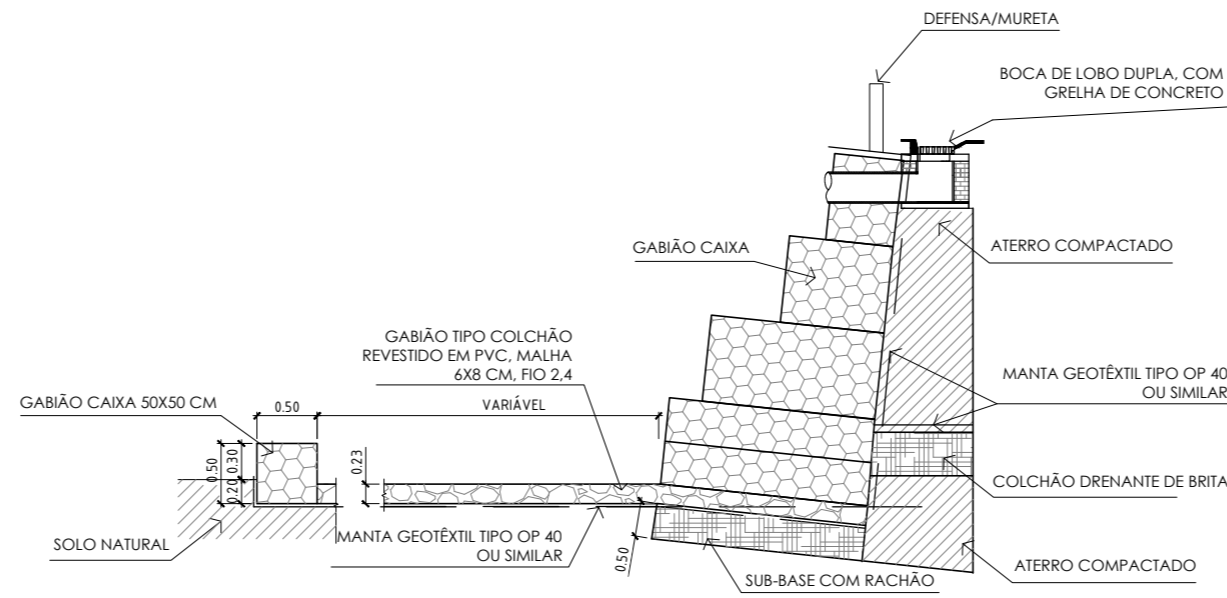 DEFENSA/MURETA
BOCA DE LOBO DUPLA, COM
GRELHA DE CONCRETO
GABIÃO CAIXA
ATERRO COMPACTADO
GABIÃO TIPO COLCHÃO
REVESTIDO EM PVC, MALHA
6X8 CM, FIO 2,4
MANTA GEOTÊXTIL TIPO OP 40
OU SIMILAR
GABIÃO CAIXA 50X50 CM
0.50
VARIÁVEL
0.50
0.30
0.20
0.23
COLCHÃO DRENANTE DE BRITA
SOLO NATURAL
MANTA GEOTÊXTIL TIPO OP 40
OU SIMILAR
0.50
SUB-BASE COM RACHÃO
ATERRO COMPACTADO